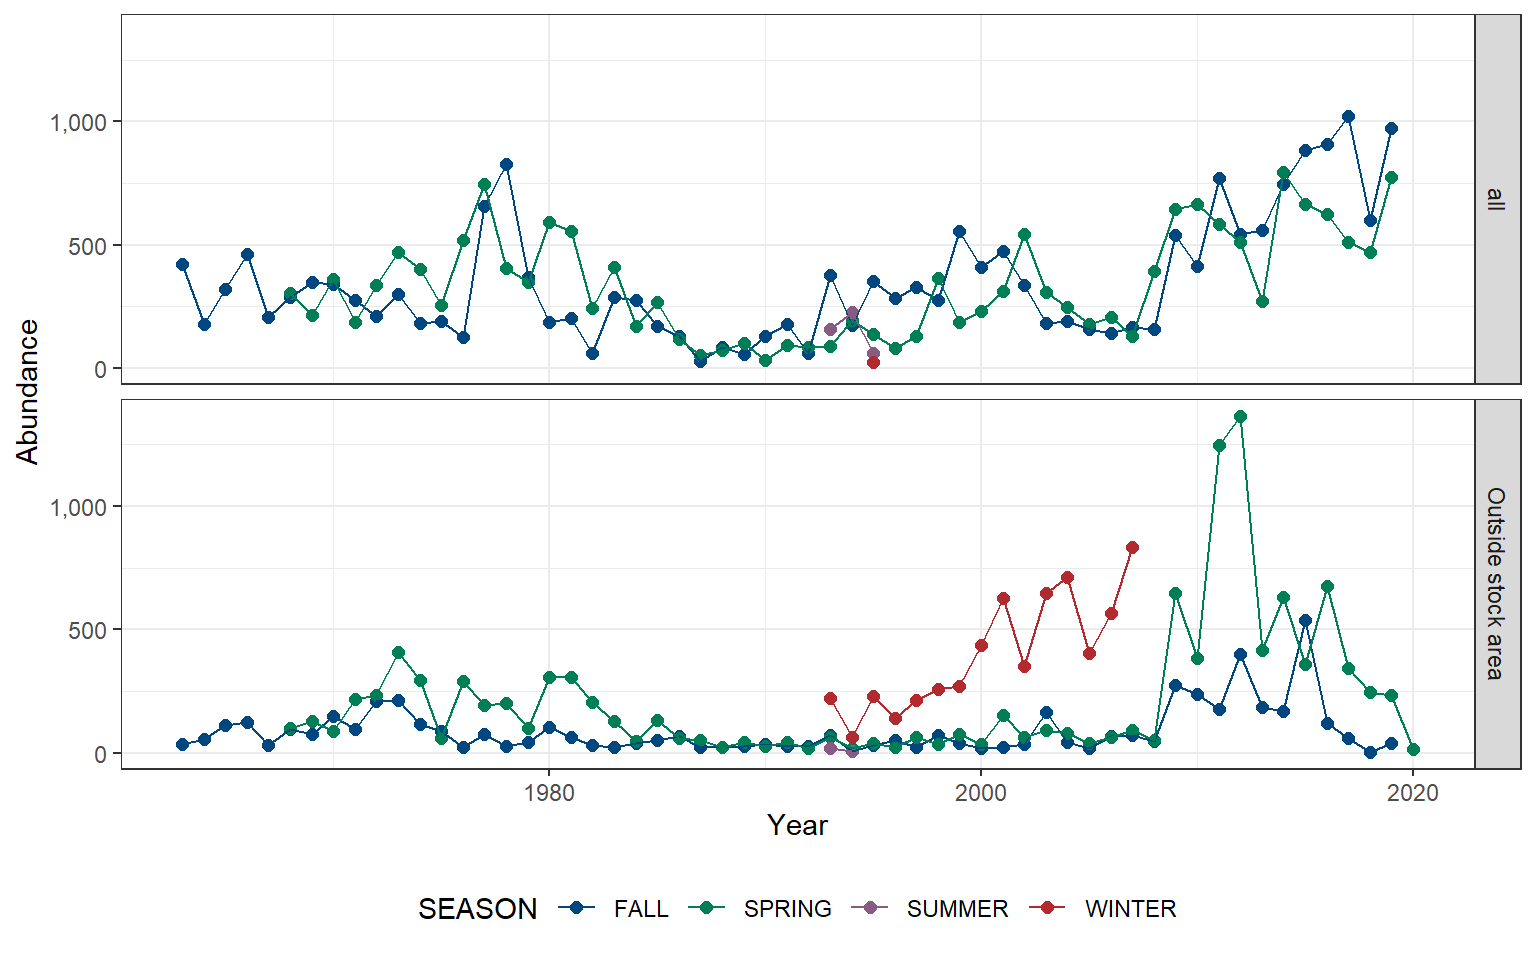 1,000
500
0
all
1,000
500
0
Outside stock area
Abundance
1980 2000 2020
Year
SEASON FALL SPRING SUMMER WINTER